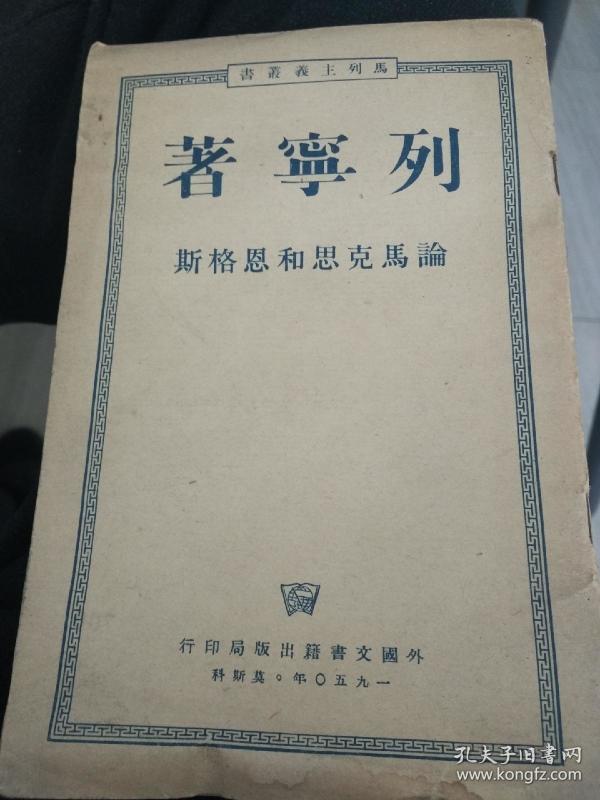 馬列主義叢書
列寧著
論馬克思和恩格斯
外國文書籍出版局印行
一九五〇年。莫斯科
孔夫子旧書网
www.kongfz.com